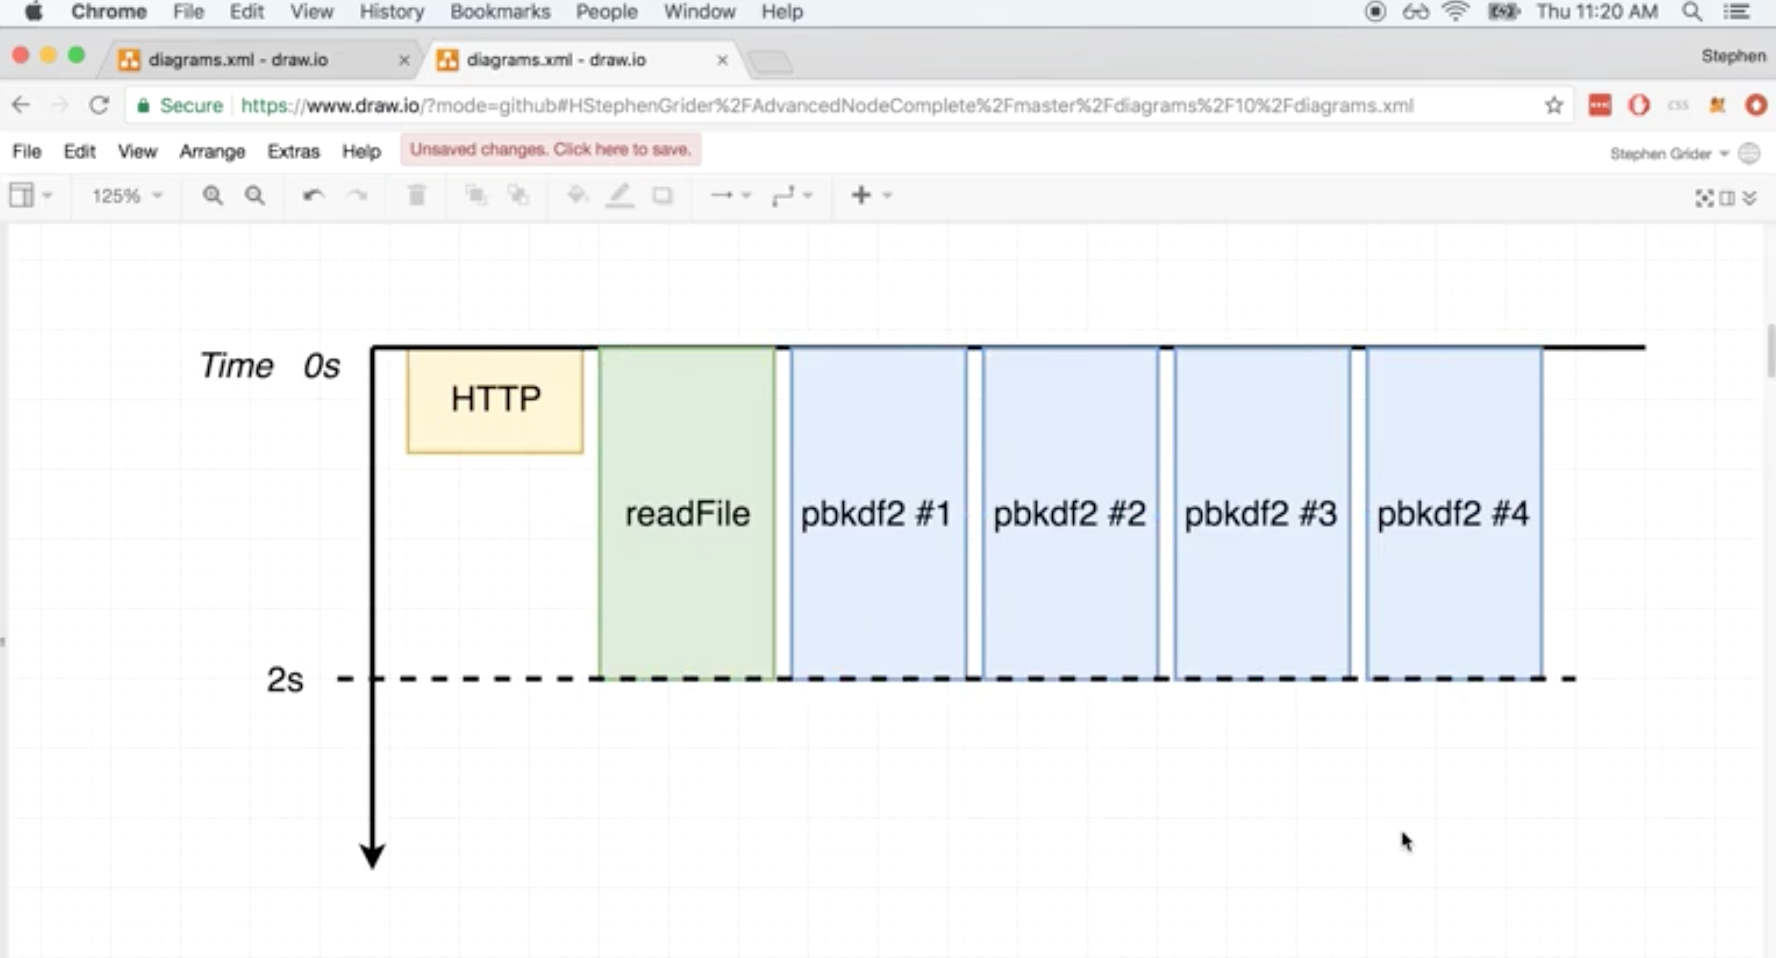 Chrome File Edit View History Bookmarks People Window Help Thu 11:20 AM
diagrams.xml - draw.io diagrams.xml - draw.io Stephen
Secure https://www.draw.io/?mode=github#HStephenGrider%2FAdvancedNodeComplete%2Fmaster%2Fdiagrams%2F10%2Fdiagrams.xml CSS
File Edit View Arrange Extras Help Unsaved changes. Click here to save. Stephen Grider
125%
Time 0s
HTTP
readFile pbkdf2 #1 pbkdf2 #2 pbkdf2 #3 pbkdf2 #4
2s